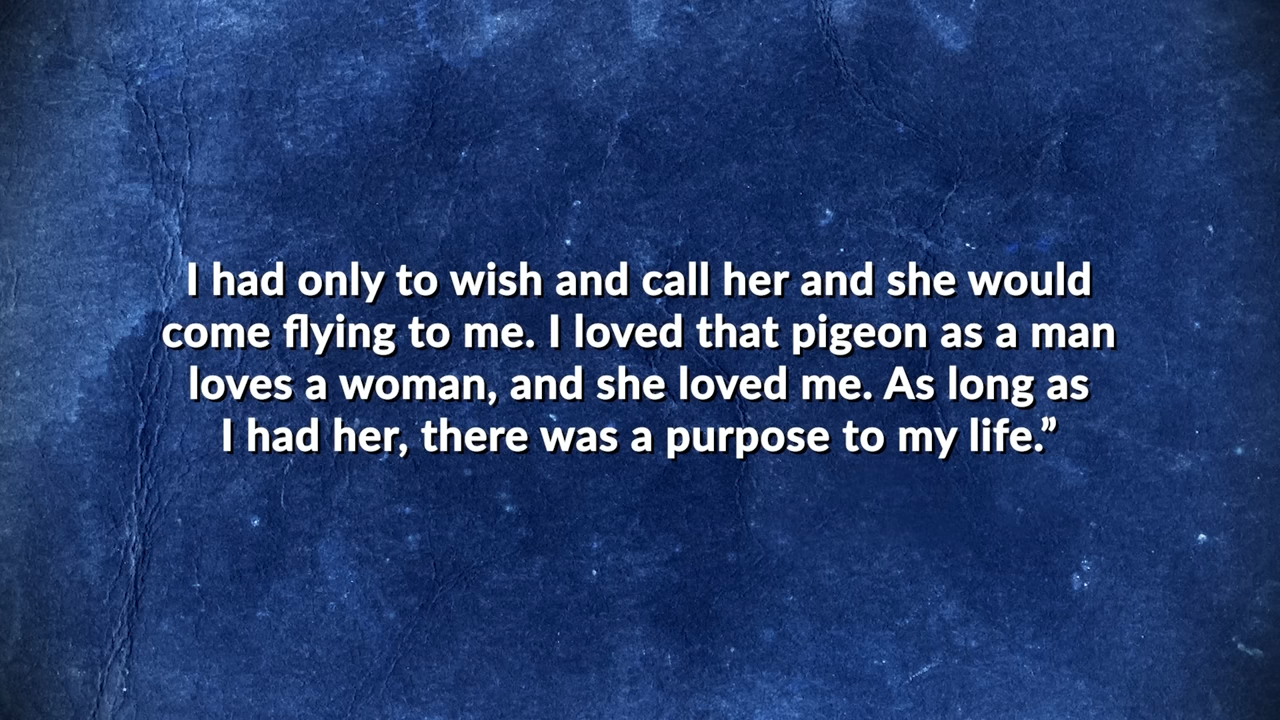 I had only to wish and call her and she would
come flying to me. I loved that pigeon as a man
loves a woman, and she loved me. As long as
I had her, there was a purpose to my life.”